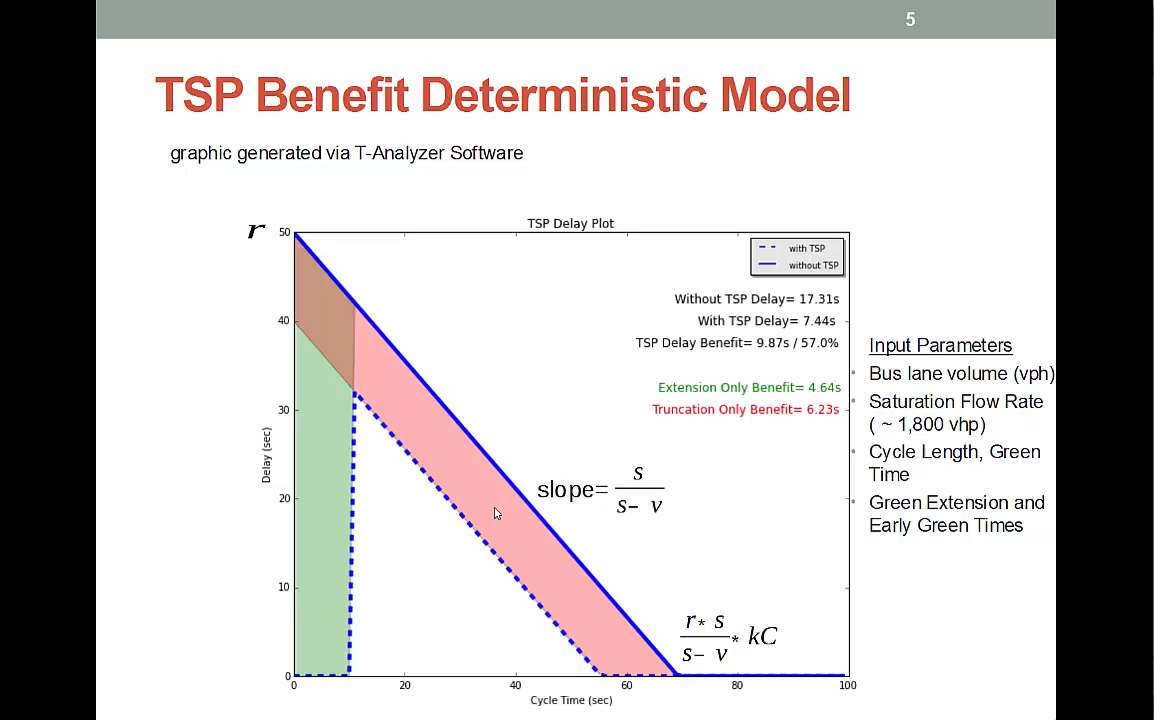 5
TSP Benefit Deterministic Model
graphic generated via T-Analyzer Software
r
TSP Delay Plot
with TSP
without TSP
Without TSP Delay= 17.31s
With TSP Delay= 7.44s
TSP Delay Benefit= 9.87s / 57.0%
Extension Only Benefit= 4.64s
Truncation Only Benefit= 6.23s
50
40
30
20
10
0
Delay (sec)
slope= s
s- v
r* s
s- v * kC
0 20 40 60 80 100
Cycle Time (sec)
Input Parameters
• Bus lane volume (vph)
• Saturation Flow Rate
( ~ 1,800 vhp)
• Cycle Length, Green
Time
• Green Extension and
Early Green Times